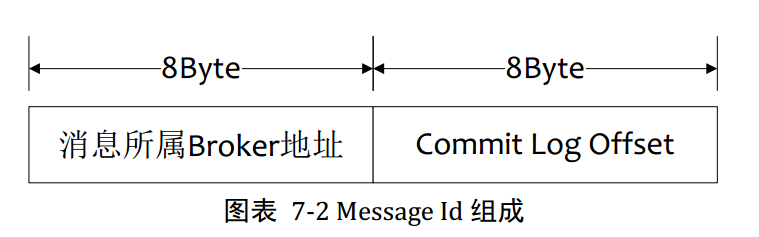 8Byte 8Byte
消息所属Broker地址 Commit Log Offset
图表 7-2 Message Id 组成